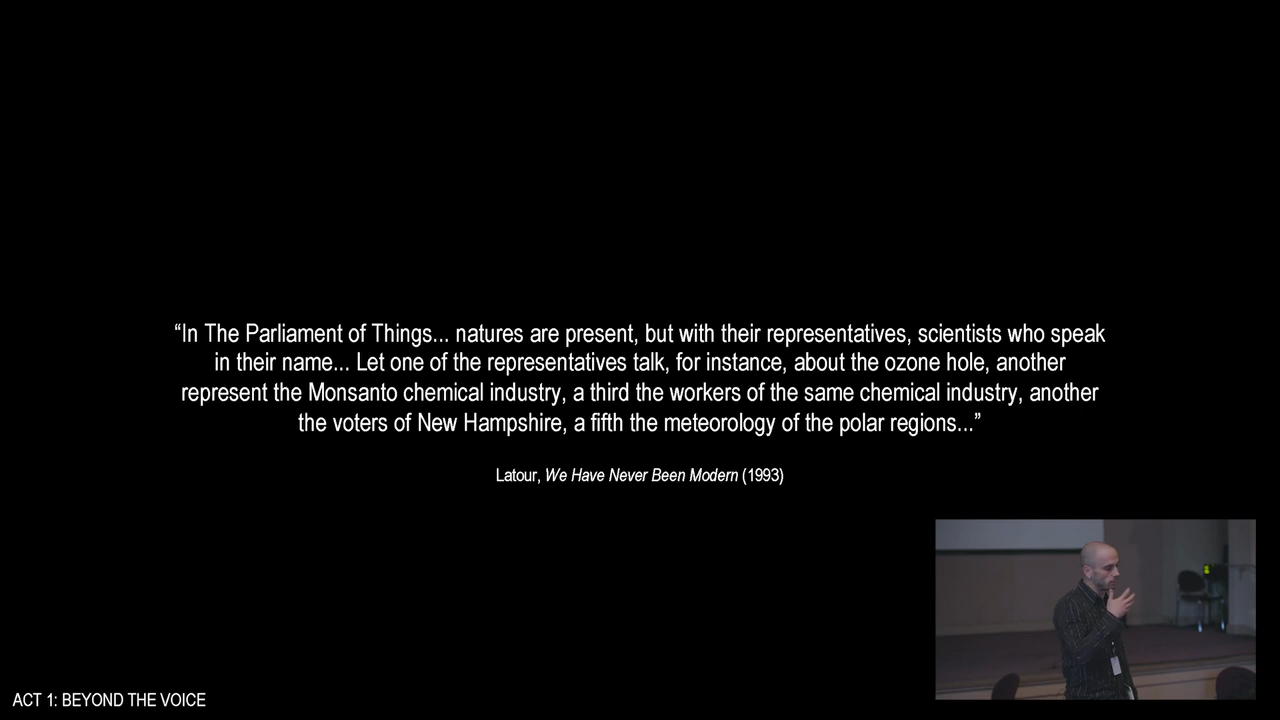 “In The Parliament of Things... natures are present, but with their representatives, scientists who speak
in their name... Let one of the representatives talk, for instance, about the ozone hole, another
represent the Monsanto chemical industry, a third the workers of the same chemical industry, another
the voters of New Hampshire, a fifth the meteorology of the polar regions...”
Latour, We Have Never Been Modern (1993)
ACT 1: BEYOND THE VOICE